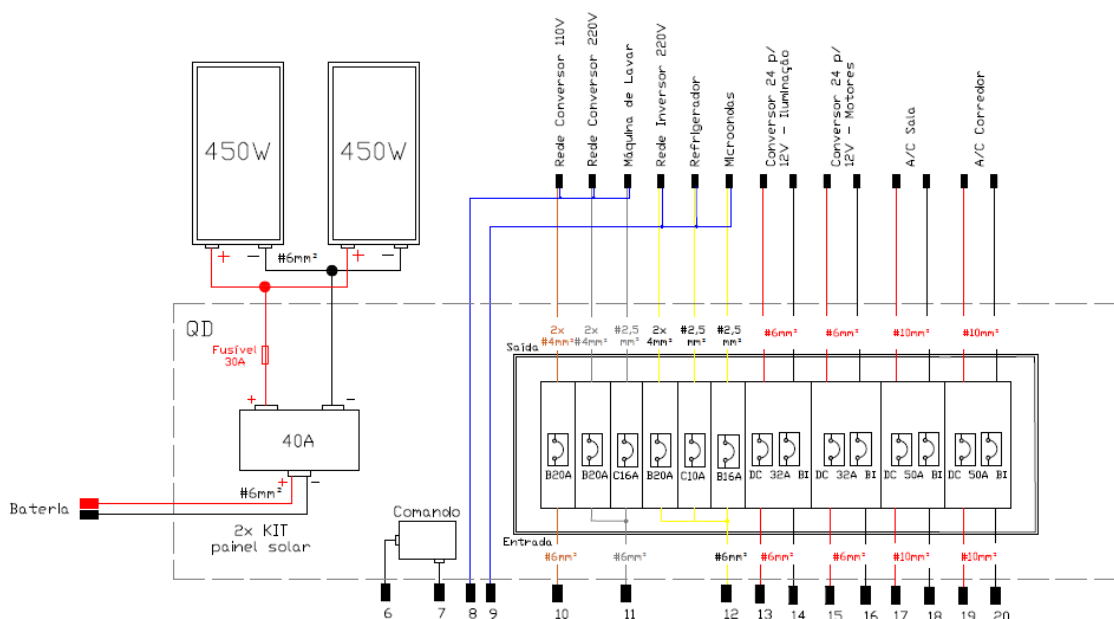 Rede Conversor 110V
Rede Conversor 220V
Máquina de Lavar
Rede Inversor 220V
Refrigerador
Microondas
Conversor 24 p/
12V - Iluminação
Conversor 24 p/
12V - Motores
A/C Sala
A/C Corredor
450W
450W
+
-
+
-
#6mm²
QD
Fusível
30A
2x
#4mm²
2x
#4mm²
#2,5
mm²
2x
4mm²
#2,5
mm²
#2,5
mm²
#6mm²
#6mm²
#10mm²
#10mm²
Saída
+
-
40A
B20A
B20A
C16A
B20A
C10A
B16A
DC 32A BI
DC 32A BI
DC 50A BI
DC 50A BI
+
-
#6mm²
Bateria
2x KIT
painel solar
Comando
Entrada
#6mm²
#6mm²
#6mm²
#6mm²
#6mm²
#10mm²
#10mm²
6
7
8
9
10
11
12
13
14
15
16
17
18
19
20